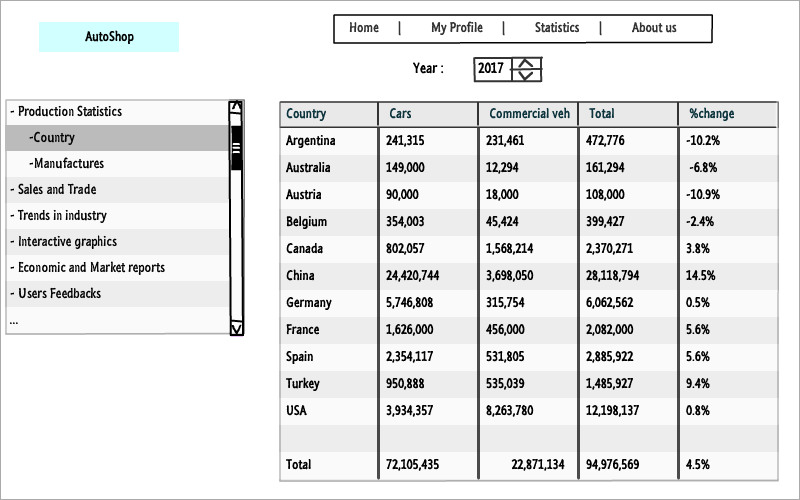 AutoShop
Home | My Profile | Statistics | About us
Year : 2017
- Production Statistics
-Country
-Manufactures
- Sales and Trade
- Trends in industry
- Interactive graphics
- Economic and Market reports
- Users Feedbacks
...
Country Cars Commercial veh Total %change
Argentina 241,315 231,461 472,776 -10.2%
Australia 149,000 12,294 161,294 -6.8%
Austria 90,000 18,000 108,000 -10.9%
Belgium 354,003 45,424 399,427 -2.4%
Canada 802,057 1,568,214 2,370,271 3.8%
China 24,420,744 3,698,050 28,118,794 14.5%
Germany 5,746,808 315,754 6,062,562 0.5%
France 1,626,000 456,000 2,082,000 5.6%
Spain 2,354,117 531,805 2,885,922 5.6%
Turkey 950,888 535,039 1,485,927 9.4%
USA 3,934,357 8,263,780 12,198,137 0.8%
Total 72,105,435 22,871,134 94,976,569 4.5%